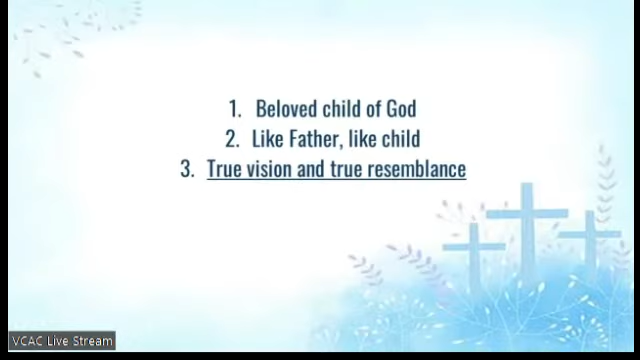 1. Beloved child of God
2. Like Father, like child
3. True vision and true resemblance
VCAC Live Stream